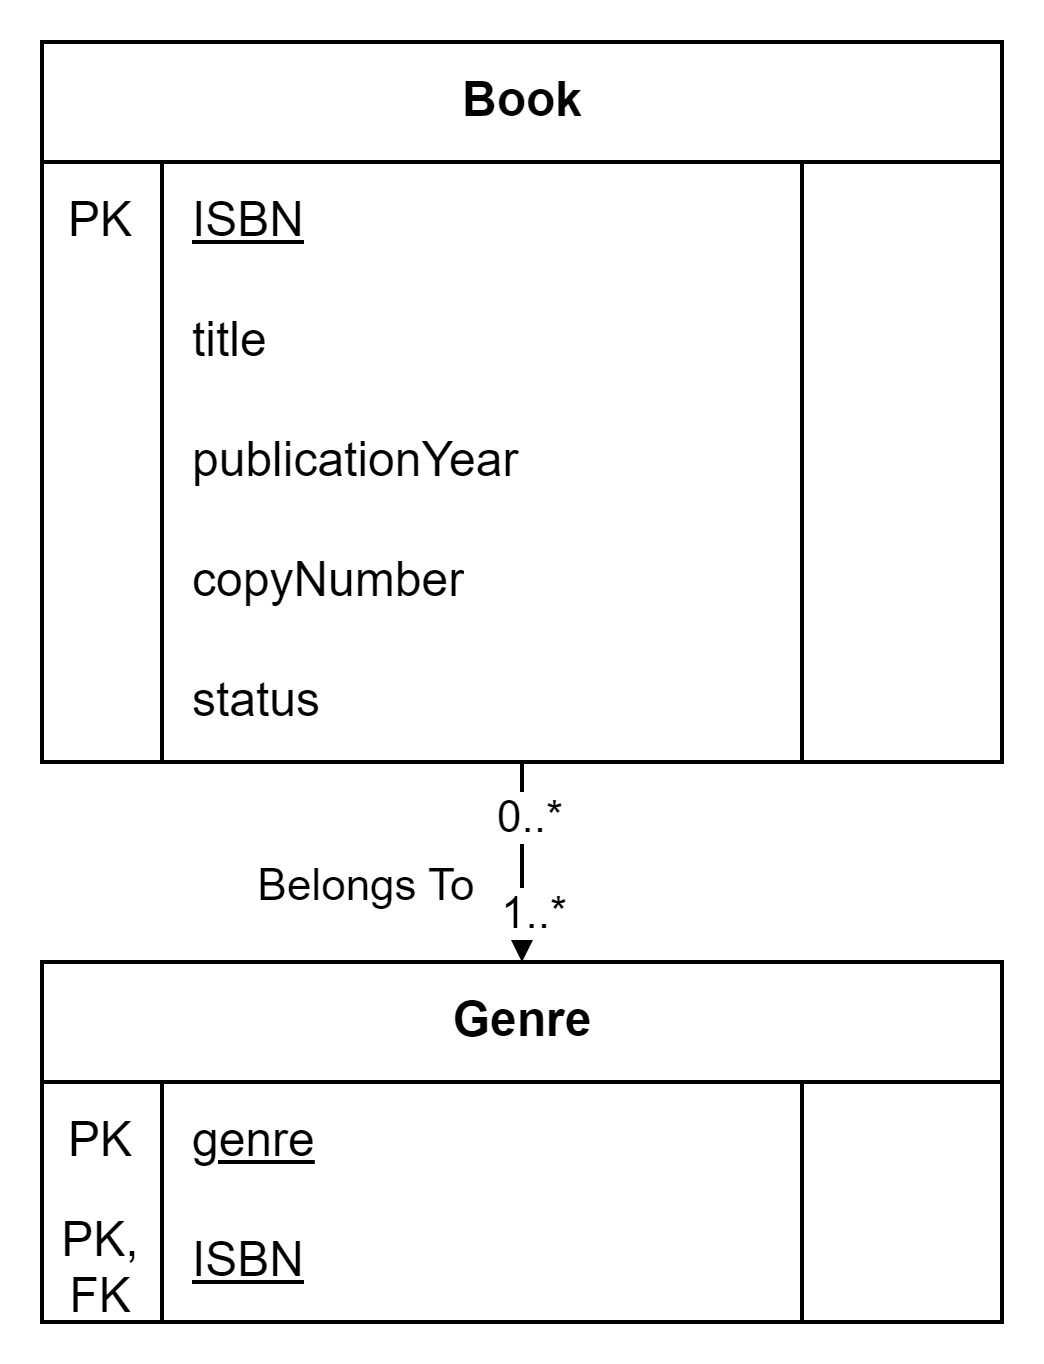 Book
PK ISBN
title
publicationYear
copyNumber
status
0..*
Belongs To
1..*
Genre
PK genre
PK,
FK
ISBN